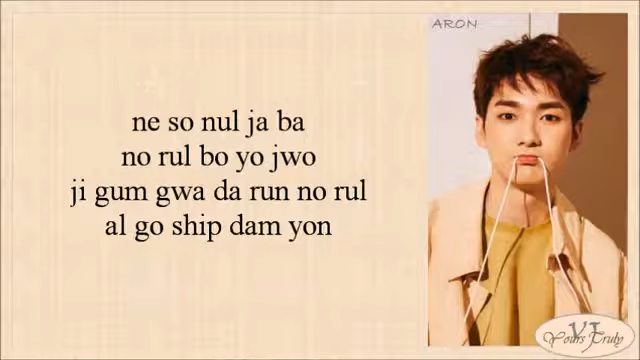 ARON
ne so nul ja ba
no rul bo yo jwo
ji gum gwa da run no rul
al go ship dam yon
VJ
Yours Truly